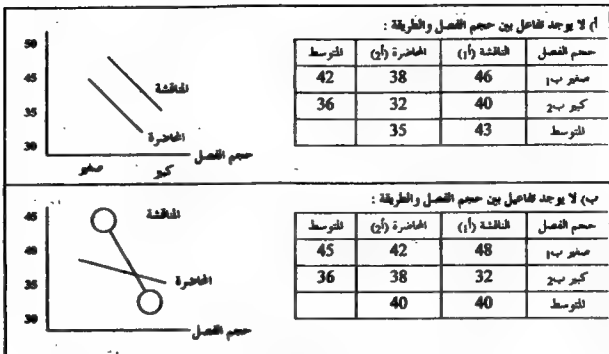 أ) لا يوجد تفاعل بين حجم الفصل والطريقة :
حجم الفصل المناقشة (أ1) المحاضرة (أ2) المتوسط
صغير ب1 46 38 42
كبير ب2 40 32 36
المتوسط 43 35
50
45
35
30
المناقشة
المحاضرة
حجم الفصل
صغير كبير
ب) لا يوجد تفاعيل بين حجم الفصل والطريقة :
حجم الفصل المناقشة (أ1) المحاضرة (أ2) المتوسط
صغير ب1 48 42 45
كبير ب2 32 38 36
المتوسط 40 40
45
38
35
30
المناقشة
المحاضرة
حجم الفصل